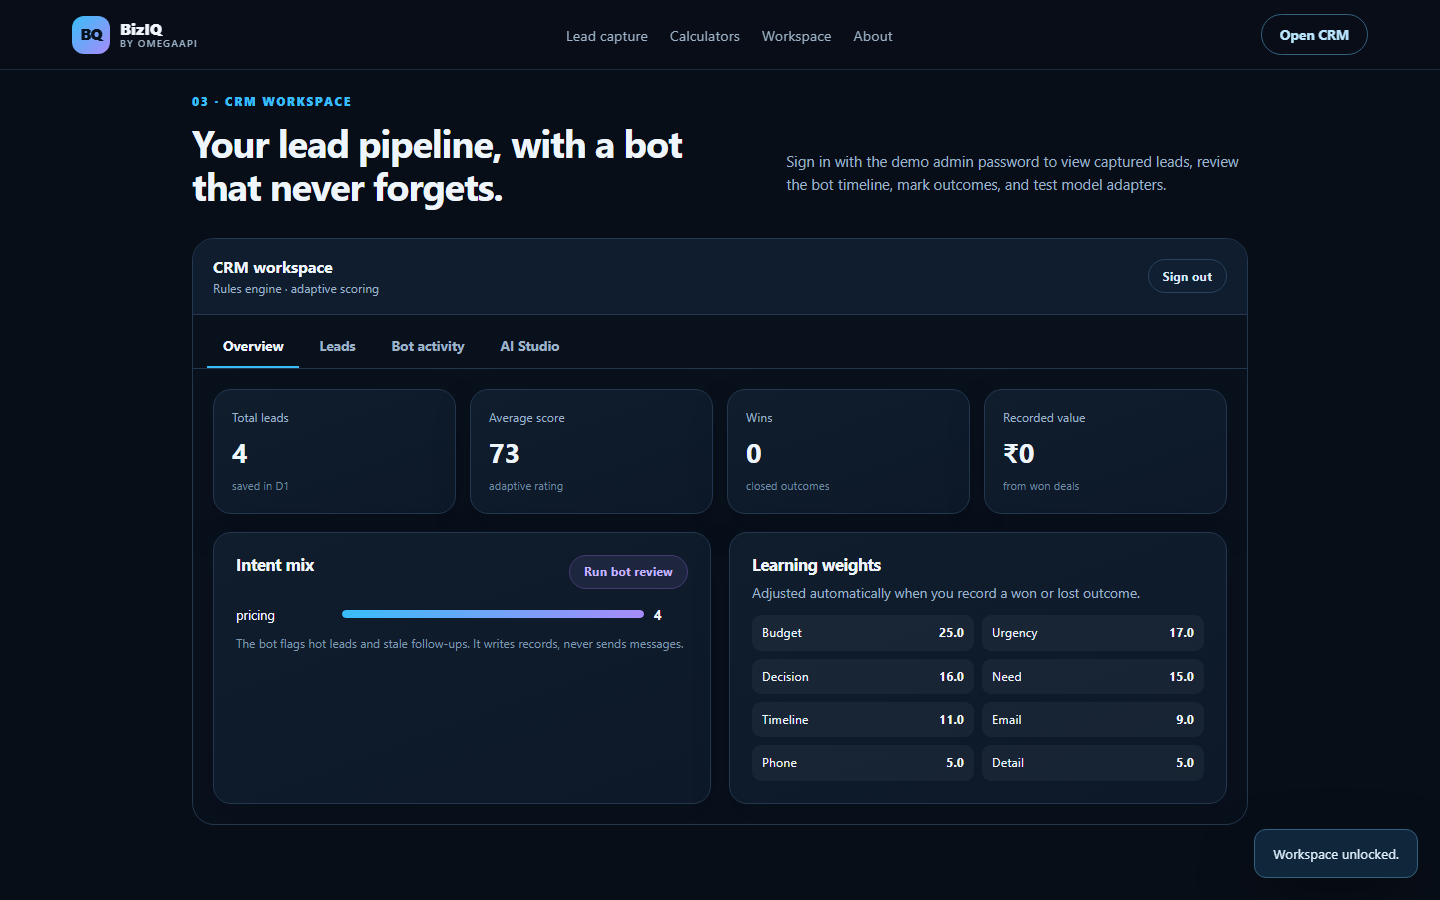 BQ
BizIQ
BY OMEGAAPI
Lead capture
Calculators
Workspace
About
Open CRM
03 · CRM WORKSPACE
Your lead pipeline, with a bot
that never forgets.
Sign in with the demo admin password to view captured leads, review
the bot timeline, mark outcomes, and test model adapters.
CRM workspace
Rules engine · adaptive scoring
Sign out
Overview
Leads
Bot activity
AI Studio
Total leads
4
saved in D1
Average score
73
adaptive rating
Wins
0
closed outcomes
Recorded value
₹0
from won deals
Intent mix
Run bot review
pricing
4
The bot flags hot leads and stale follow-ups. It writes records, never sends messages.
Learning weights
Adjusted automatically when you record a won or lost outcome.
Budget 25.0
Urgency 17.0
Decision 16.0
Need 15.0
Timeline 11.0
Email 9.0
Phone 5.0
Detail 5.0
Workspace unlocked.